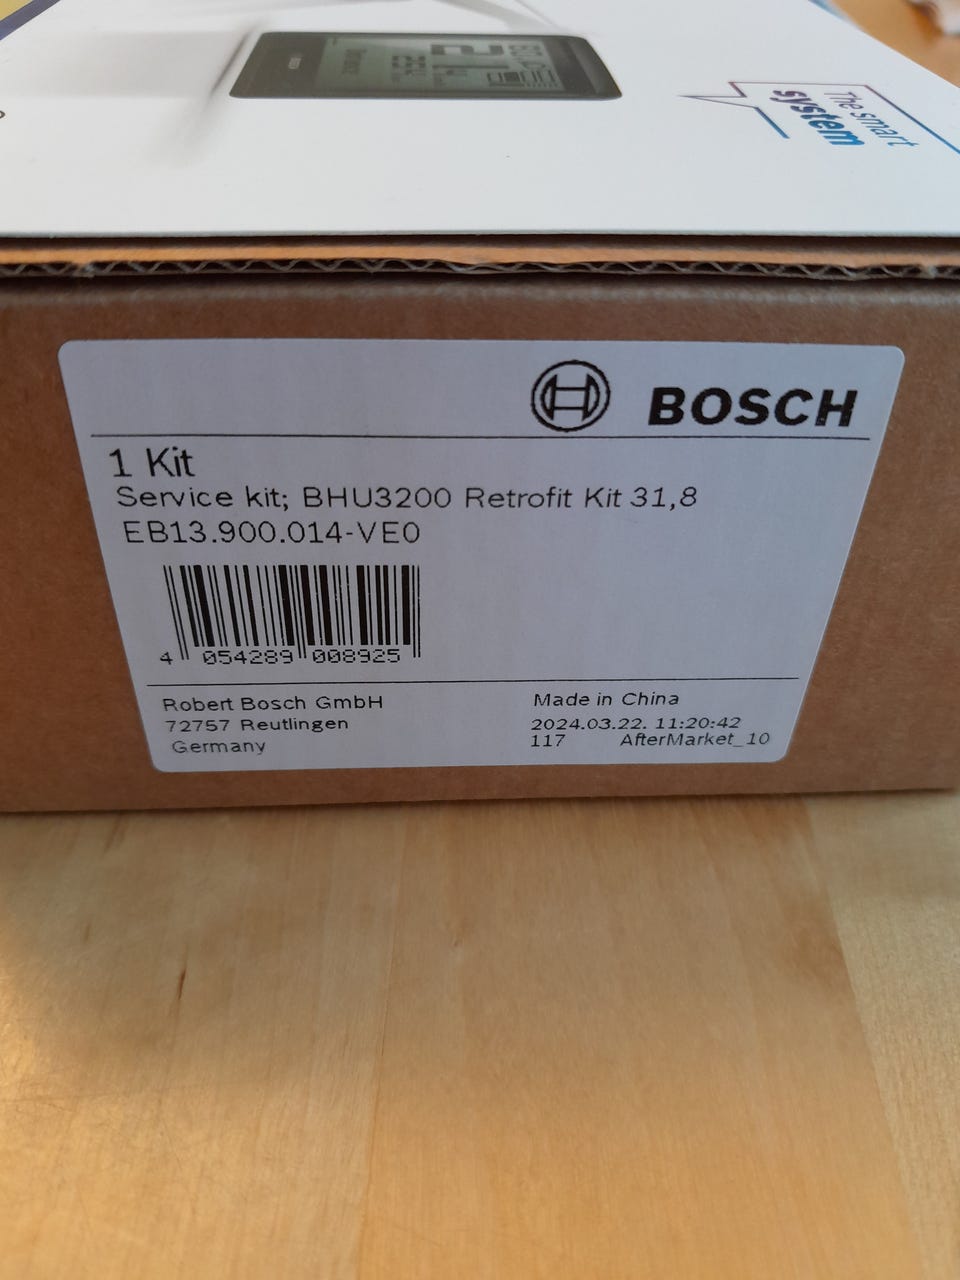 The smart
system
BOSCH
1 Kit
Service kit; BHU3200 Retrofit Kit 31,8
EB13.900.014-VE0
4 054289 008925
Robert Bosch GmbH
72757 Reutlingen
Germany
Made in China
2024.03.22. 11:20:42
117 AfterMarket_10